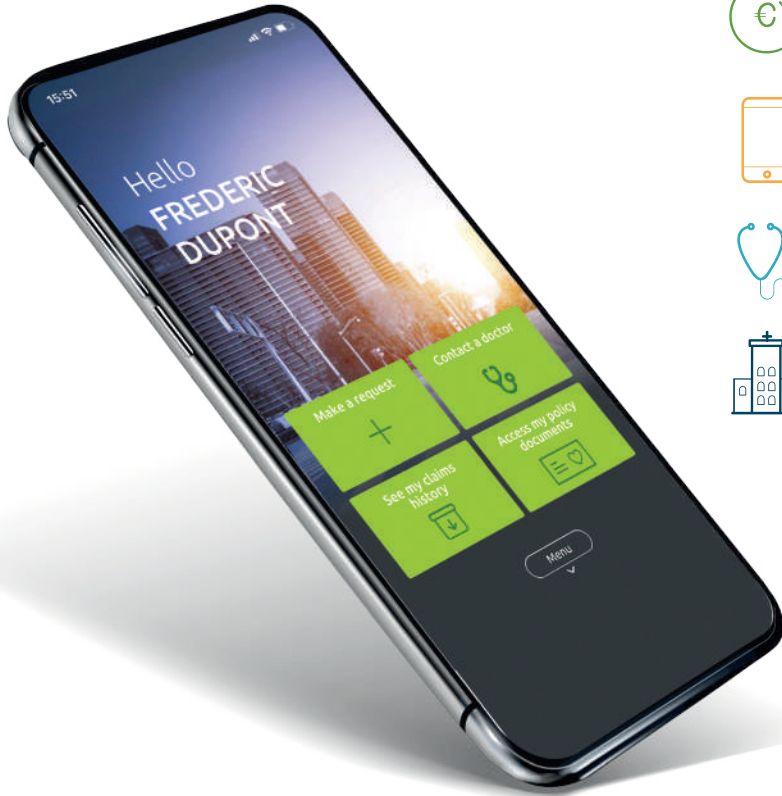 15:51
Hello
FREDERIC
DUPONT
Make a request
Contact a doctor
See my claims
history
Access my policy
documents
Menu
€